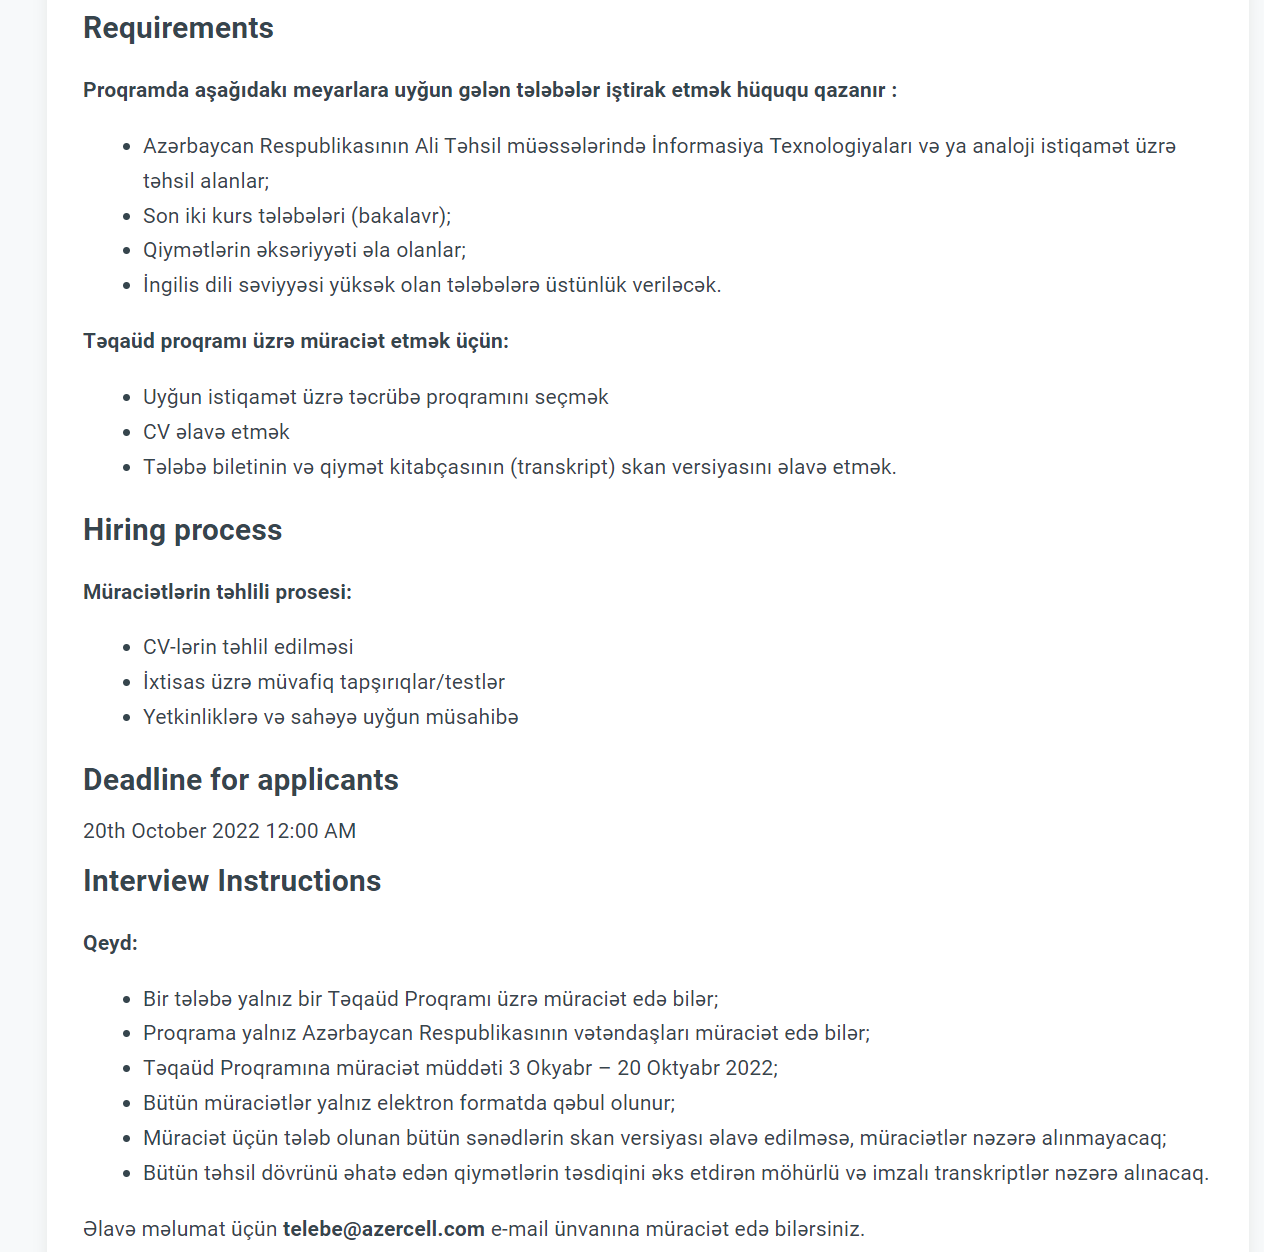 Requirements
Proqramda aşağıdakı meyarlara uyğun gələn tələbələr iştirak etmək hüququ qazanır :
Azərbaycan Respublikasının Ali Təhsil müəssələrində İnformasiya Texnologiyaları və ya analoji istiqamət üzrə
təhsil alanlar;
Son iki kurs tələbələri (bakalavr);
Qiymətlərin əksəriyyəti əla olanlar;
İngilis dili səviyyəsi yüksək olan tələbələrə üstünlük veriləcək.
Təqaüd proqramı üzrə müraciət etmək üçün:
Uyğun istiqamət üzrə təcrübə proqramını seçmək
CV əlavə etmək
Tələbə biletinin və qiymət kitabçasının (transkript) skan versiyasını əlavə etmək.
Hiring process
Müraciətlərin təhlili prosesi:
CV-lərin təhlil edilməsi
İxtisas üzrə müvafiq tapşırıqlar/testlər
Yetkinliklərə və sahəyə uyğun müsahibə
Deadline for applicants
20th October 2022 12:00 AM
Interview Instructions
Qeyd:
Bir tələbə yalnız bir Təqaüd Proqramı üzrə müraciət edə bilər;
Proqrama yalnız Azərbaycan Respublikasının vətəndaşları müraciət edə bilər;
Təqaüd Proqramına müraciət müddəti 3 Okyabr – 20 Oktyabr 2022;
Bütün müraciətlər yalnız elektron formatda qəbul olunur;
Müraciət üçün tələb olunan bütün sənədlərin skan versiyası əlavə edilməsə, müraciətlər nəzərə alınmayacaq;
Bütün təhsil dövrünü əhatə edən qiymətlərin təsdiqini əks etdirən möhürlü və imzalı transkriptlər nəzərə alınacaq.
Əlavə məlumat üçün telebe@azercell.com e-mail ünvanına müraciət edə bilərsiniz.